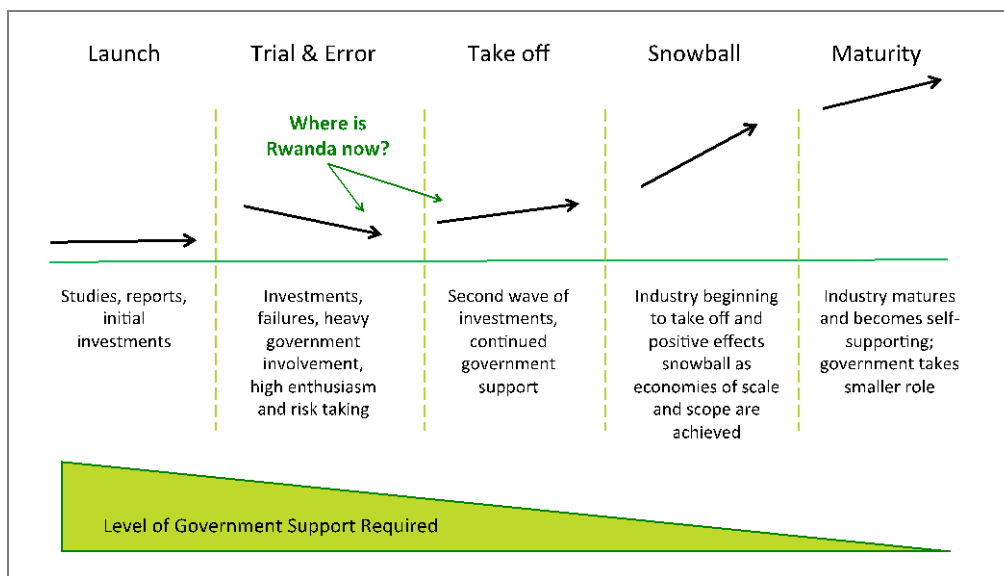 Launch
Trial & Error
Take off
Snowball
Maturity
Where is
Rwanda now?
Studies, reports,
initial
investments
Investments,
failures, heavy
government
involvement,
high enthusiasm
and risk taking
Second wave of
investments,
continued
government
support
Industry beginning
to take off and
positive effects
snowball as
economies of scale
and scope are
achieved
Industry matures
and becomes self-
supporting;
government takes
smaller role
Level of Government Support Required